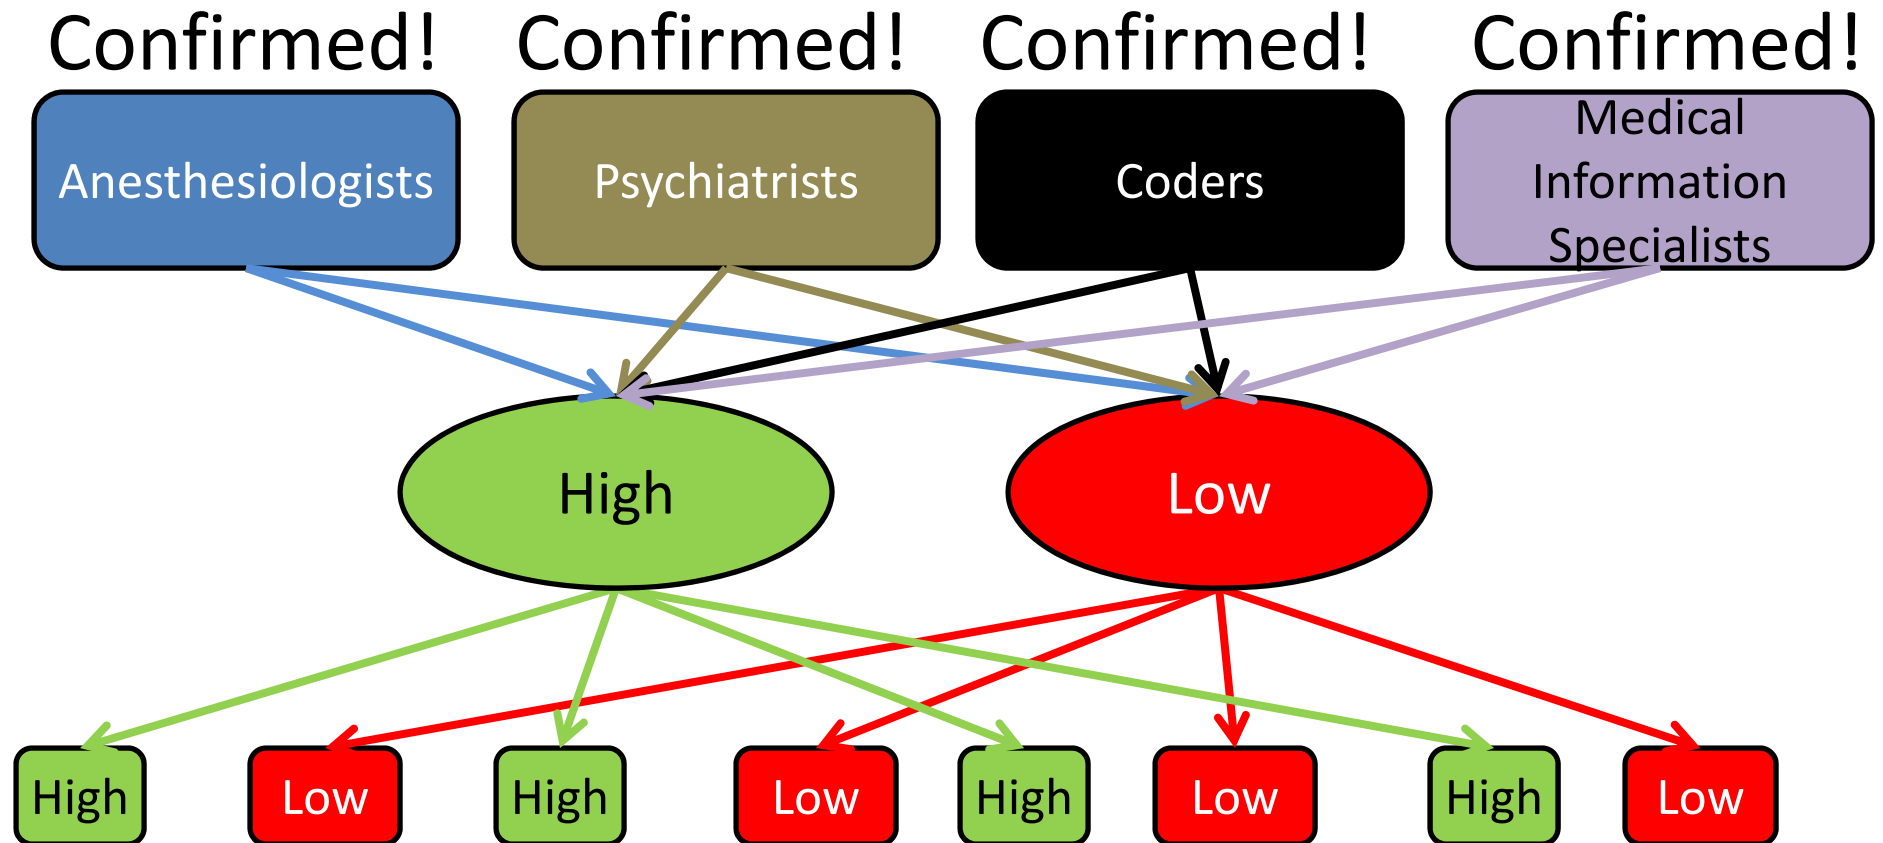 Confirmed! Confirmed! Confirmed! Confirmed!
Anesthesiologists
Psychiatrists
Coders
Medical
Information
Specialists
High
Low
High
Low
High
Low
High
Low
High
Low